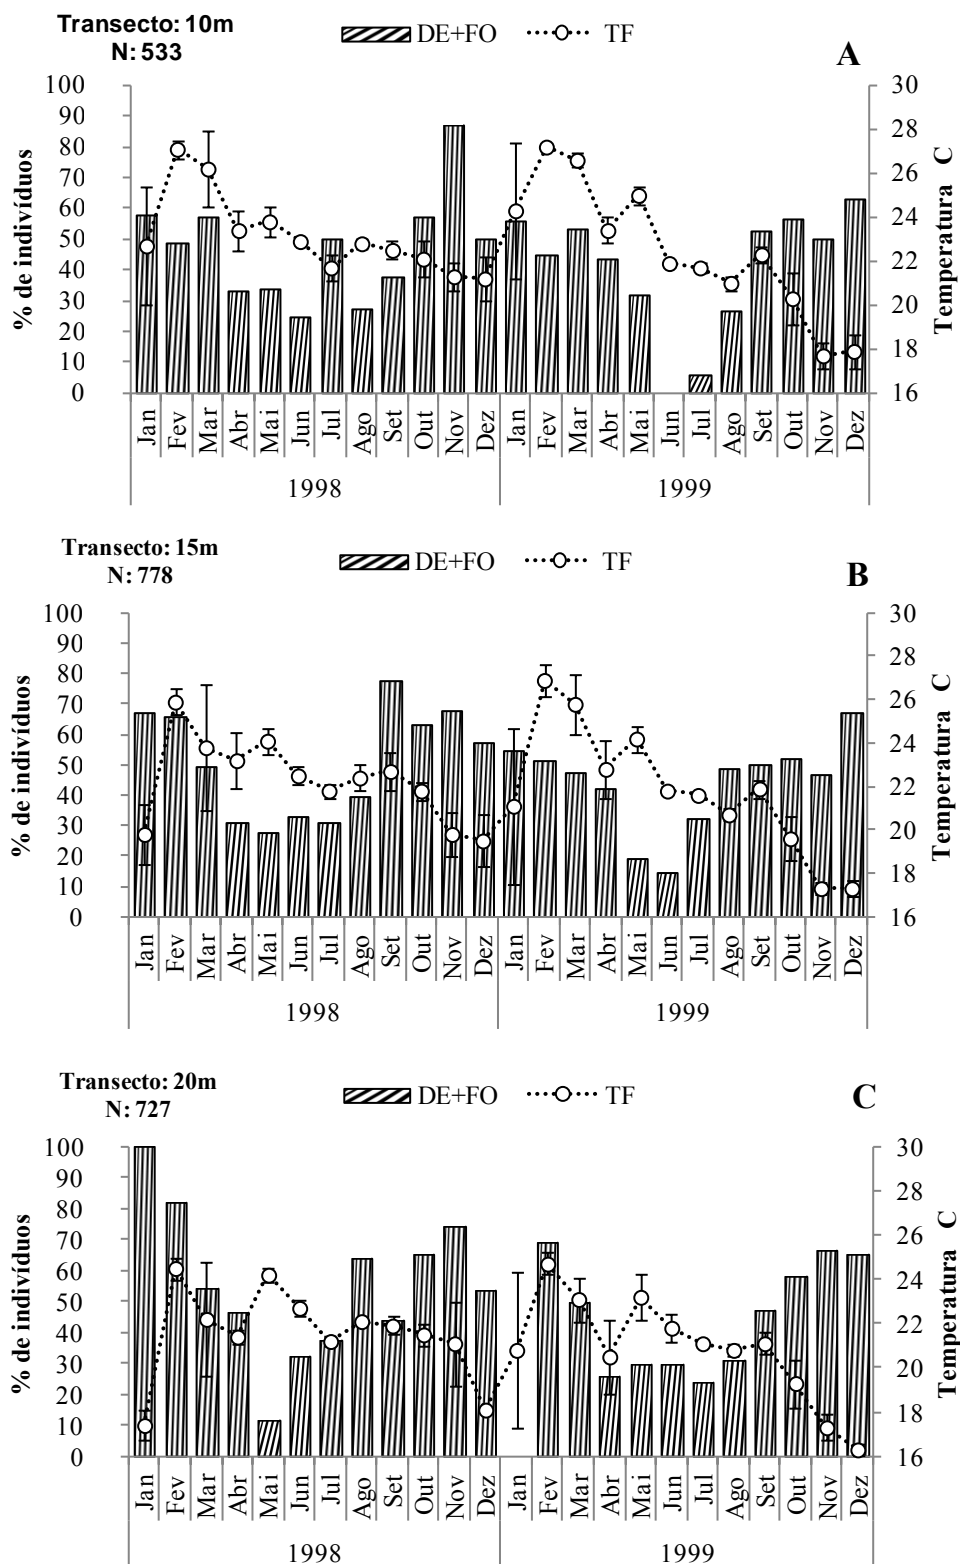 Transecto: 10m
N: 533
DE+FO TF
A
100 30
90
80 28
70 26
60
50 24
40 22
30 20
20
10 18
0 16
% de indivíduos
Temperatura C
Jan Fev Mar Abr Mai Jun Jul Ago Set Out Nov Dez Jan Fev Mar Abr Mai Jun Jul Ago Set Out Nov Dez
1998 1999
Transecto: 15m
N: 778
DE+FO TF
B
100 30
90
80 28
70 26
60
50 24
40 22
30 20
20
10 18
0 16
% de indivíduos
Temperatura C
Jan Fev Mar Abr Mai Jun Jul Ago Set Out Nov Dez Jan Fev Mar Abr Mai Jun Jul Ago Set Out Nov Dez
1998 1999
Transecto: 20m
N: 727
DE+FO TF
C
100 30
90
80 28
70 26
60
50 24
40 22
30 20
20
10 18
0 16
% de indivíduos
Temperatura C
Jan Fev Mar Abr Mai Jun Jul Ago Set Out Nov Dez Jan Fev Mar Abr Mai Jun Jul Ago Set Out Nov Dez
1998 1999